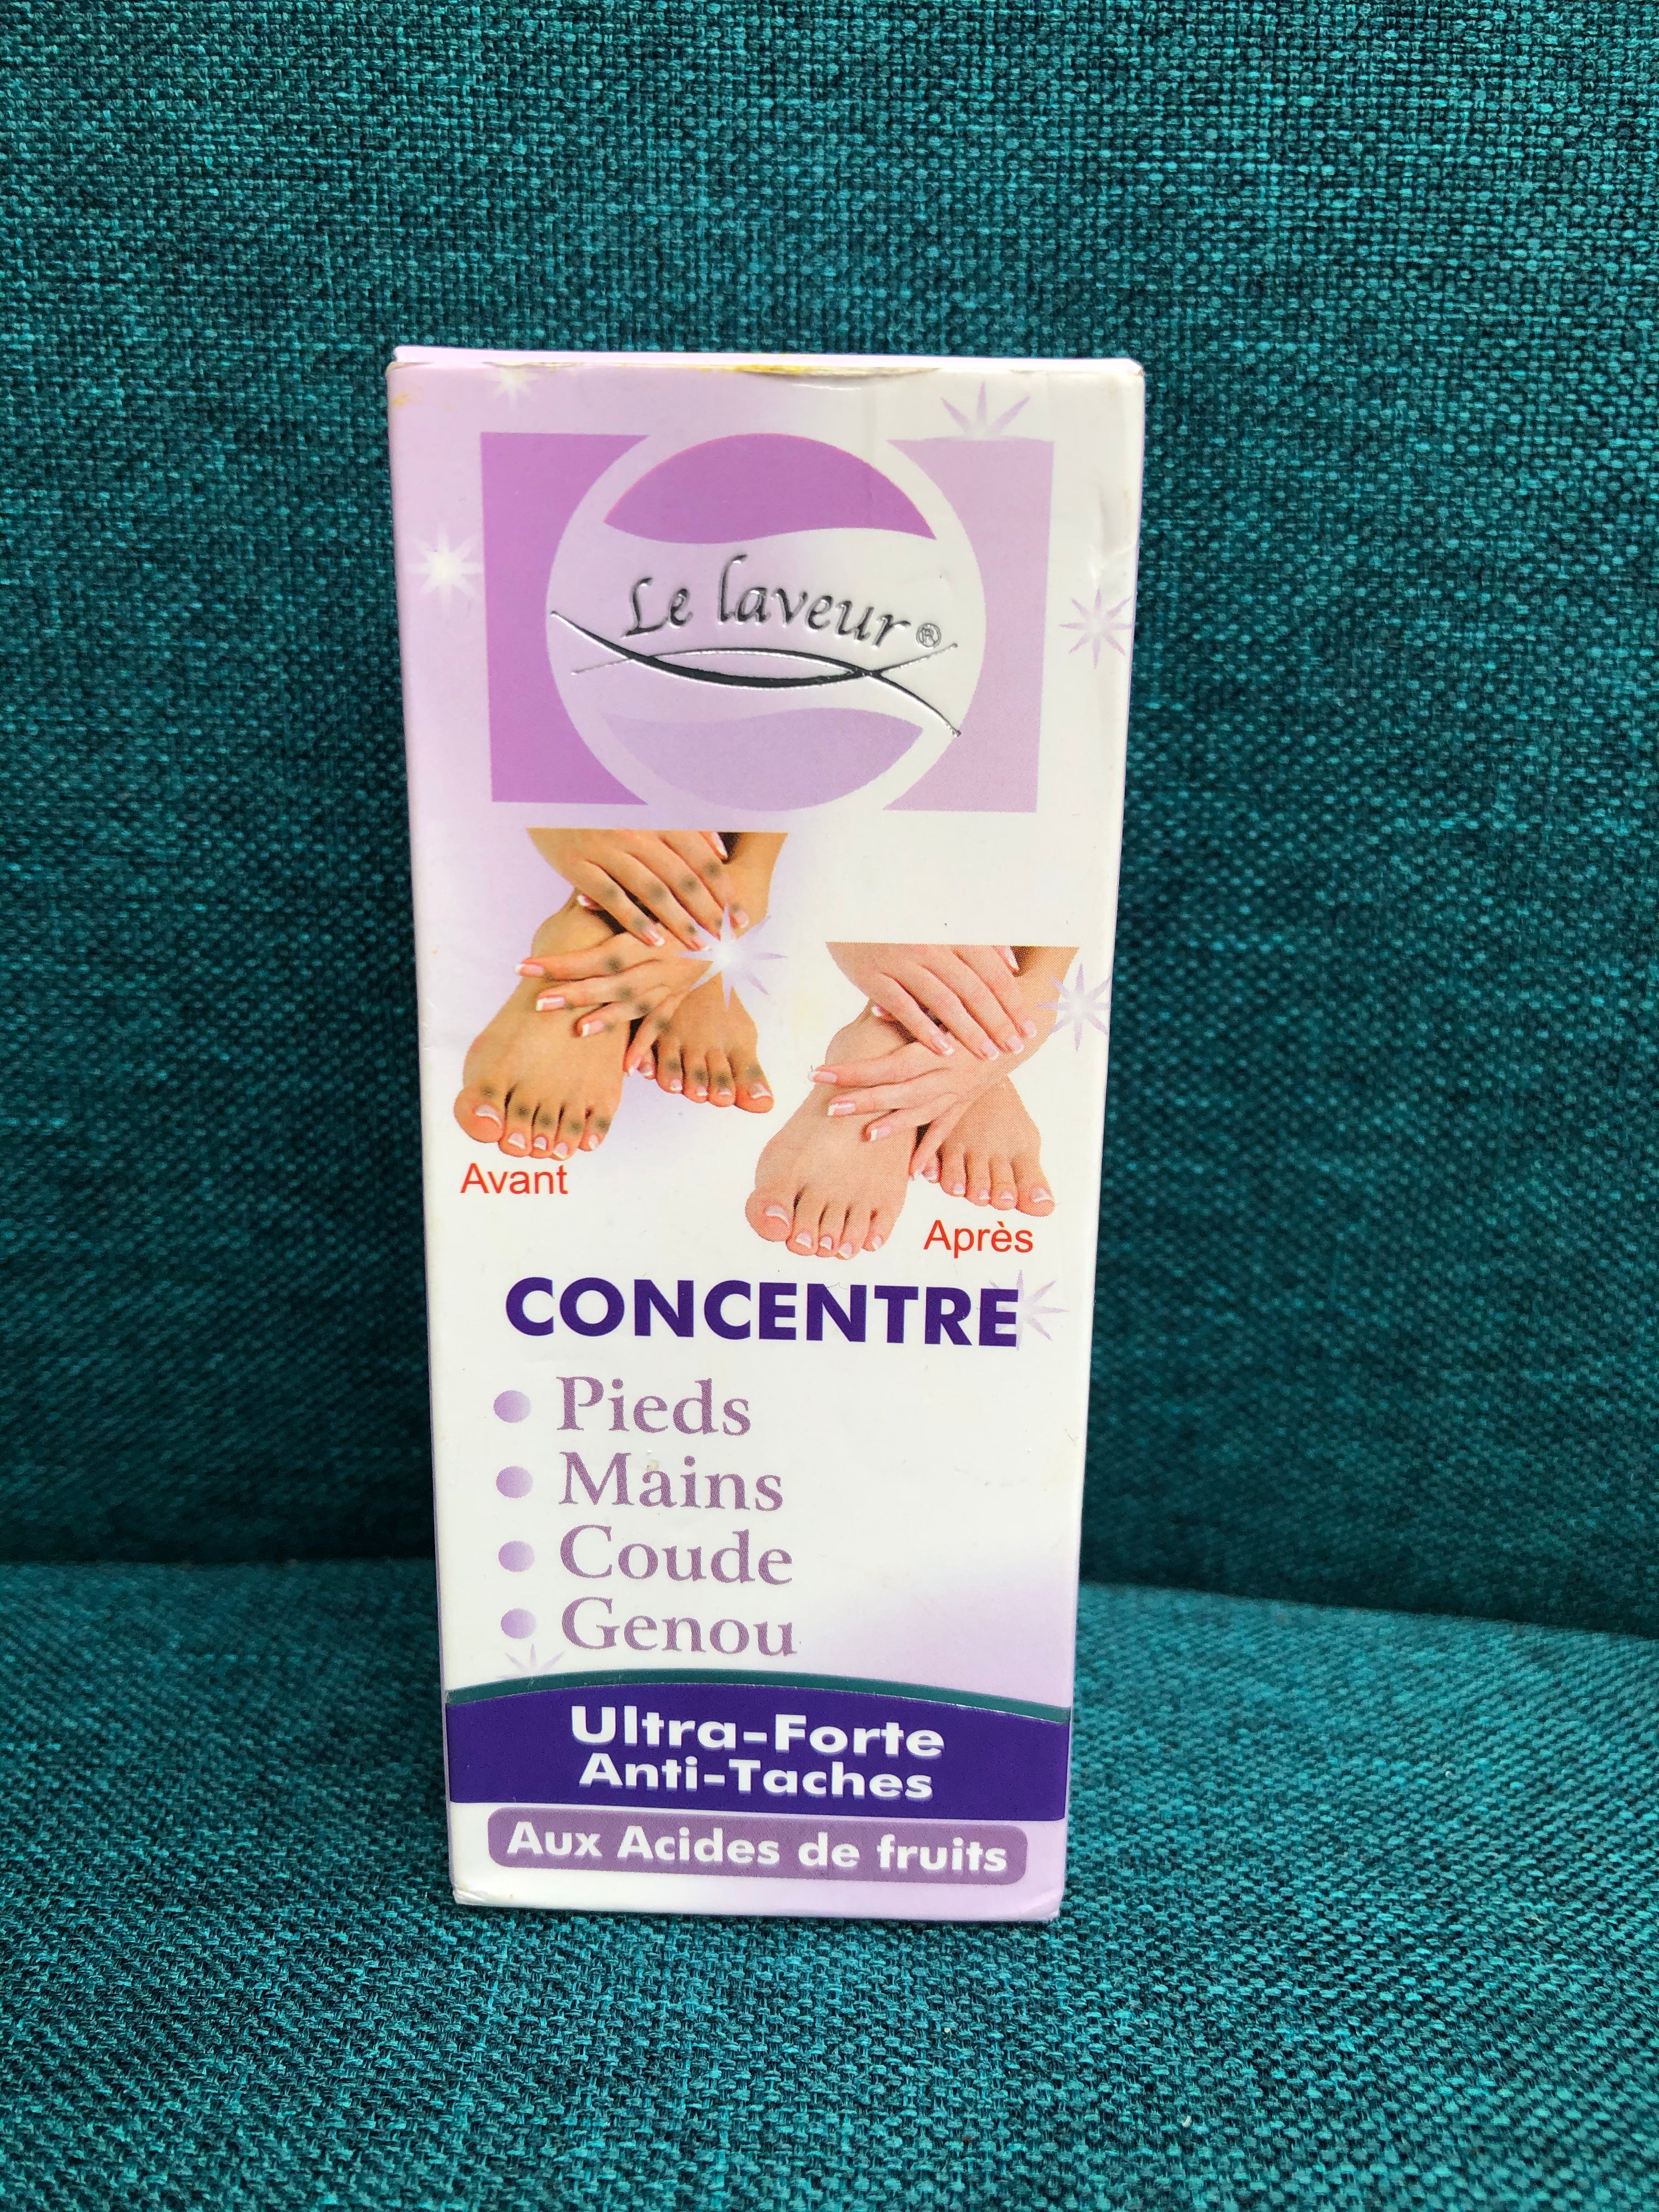 Le laveur®
Avant
Après
CONCENTRE
• Pieds
• Mains
• Coude
• Genou
Ultra-Forte
Anti-Taches
Aux Acides de fruits